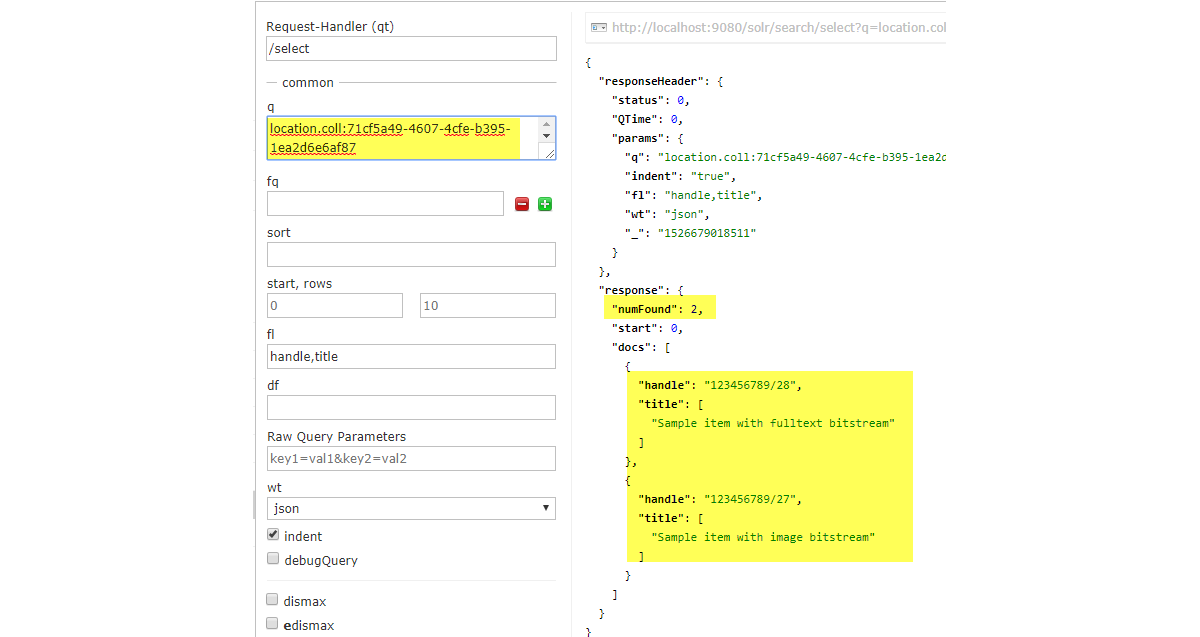 Request-Handler (qt)
/select
common
q
location.coll:71cf5a49-4607-4cfe-b395-
1ea2d6e6af87
fq
sort
start, rows
0
10
fl
handle,title
df
Raw Query Parameters
key1=val1&key2=val2
wt
json
indent
debugQuery
dismax
edismax
http://localhost:9080/solr/search/select?q=location.col
{
"responseHeader": {
"status": 0,
"QTime": 0,
"params": {
"q": "location.coll:71cf5a49-4607-4cfe-b395-1ea2d
"indent": "true",
"fl": "handle,title",
"wt": "json",
"_": "1526679018511"
}
},
"response": {
"numFound": 2,
"start": 0,
"docs": [
{
"handle": "123456789/28",
"title": [
"Sample item with fulltext bitstream"
]
},
{
"handle": "123456789/27",
"title": [
"Sample item with image bitstream"
]
}
]
}
}